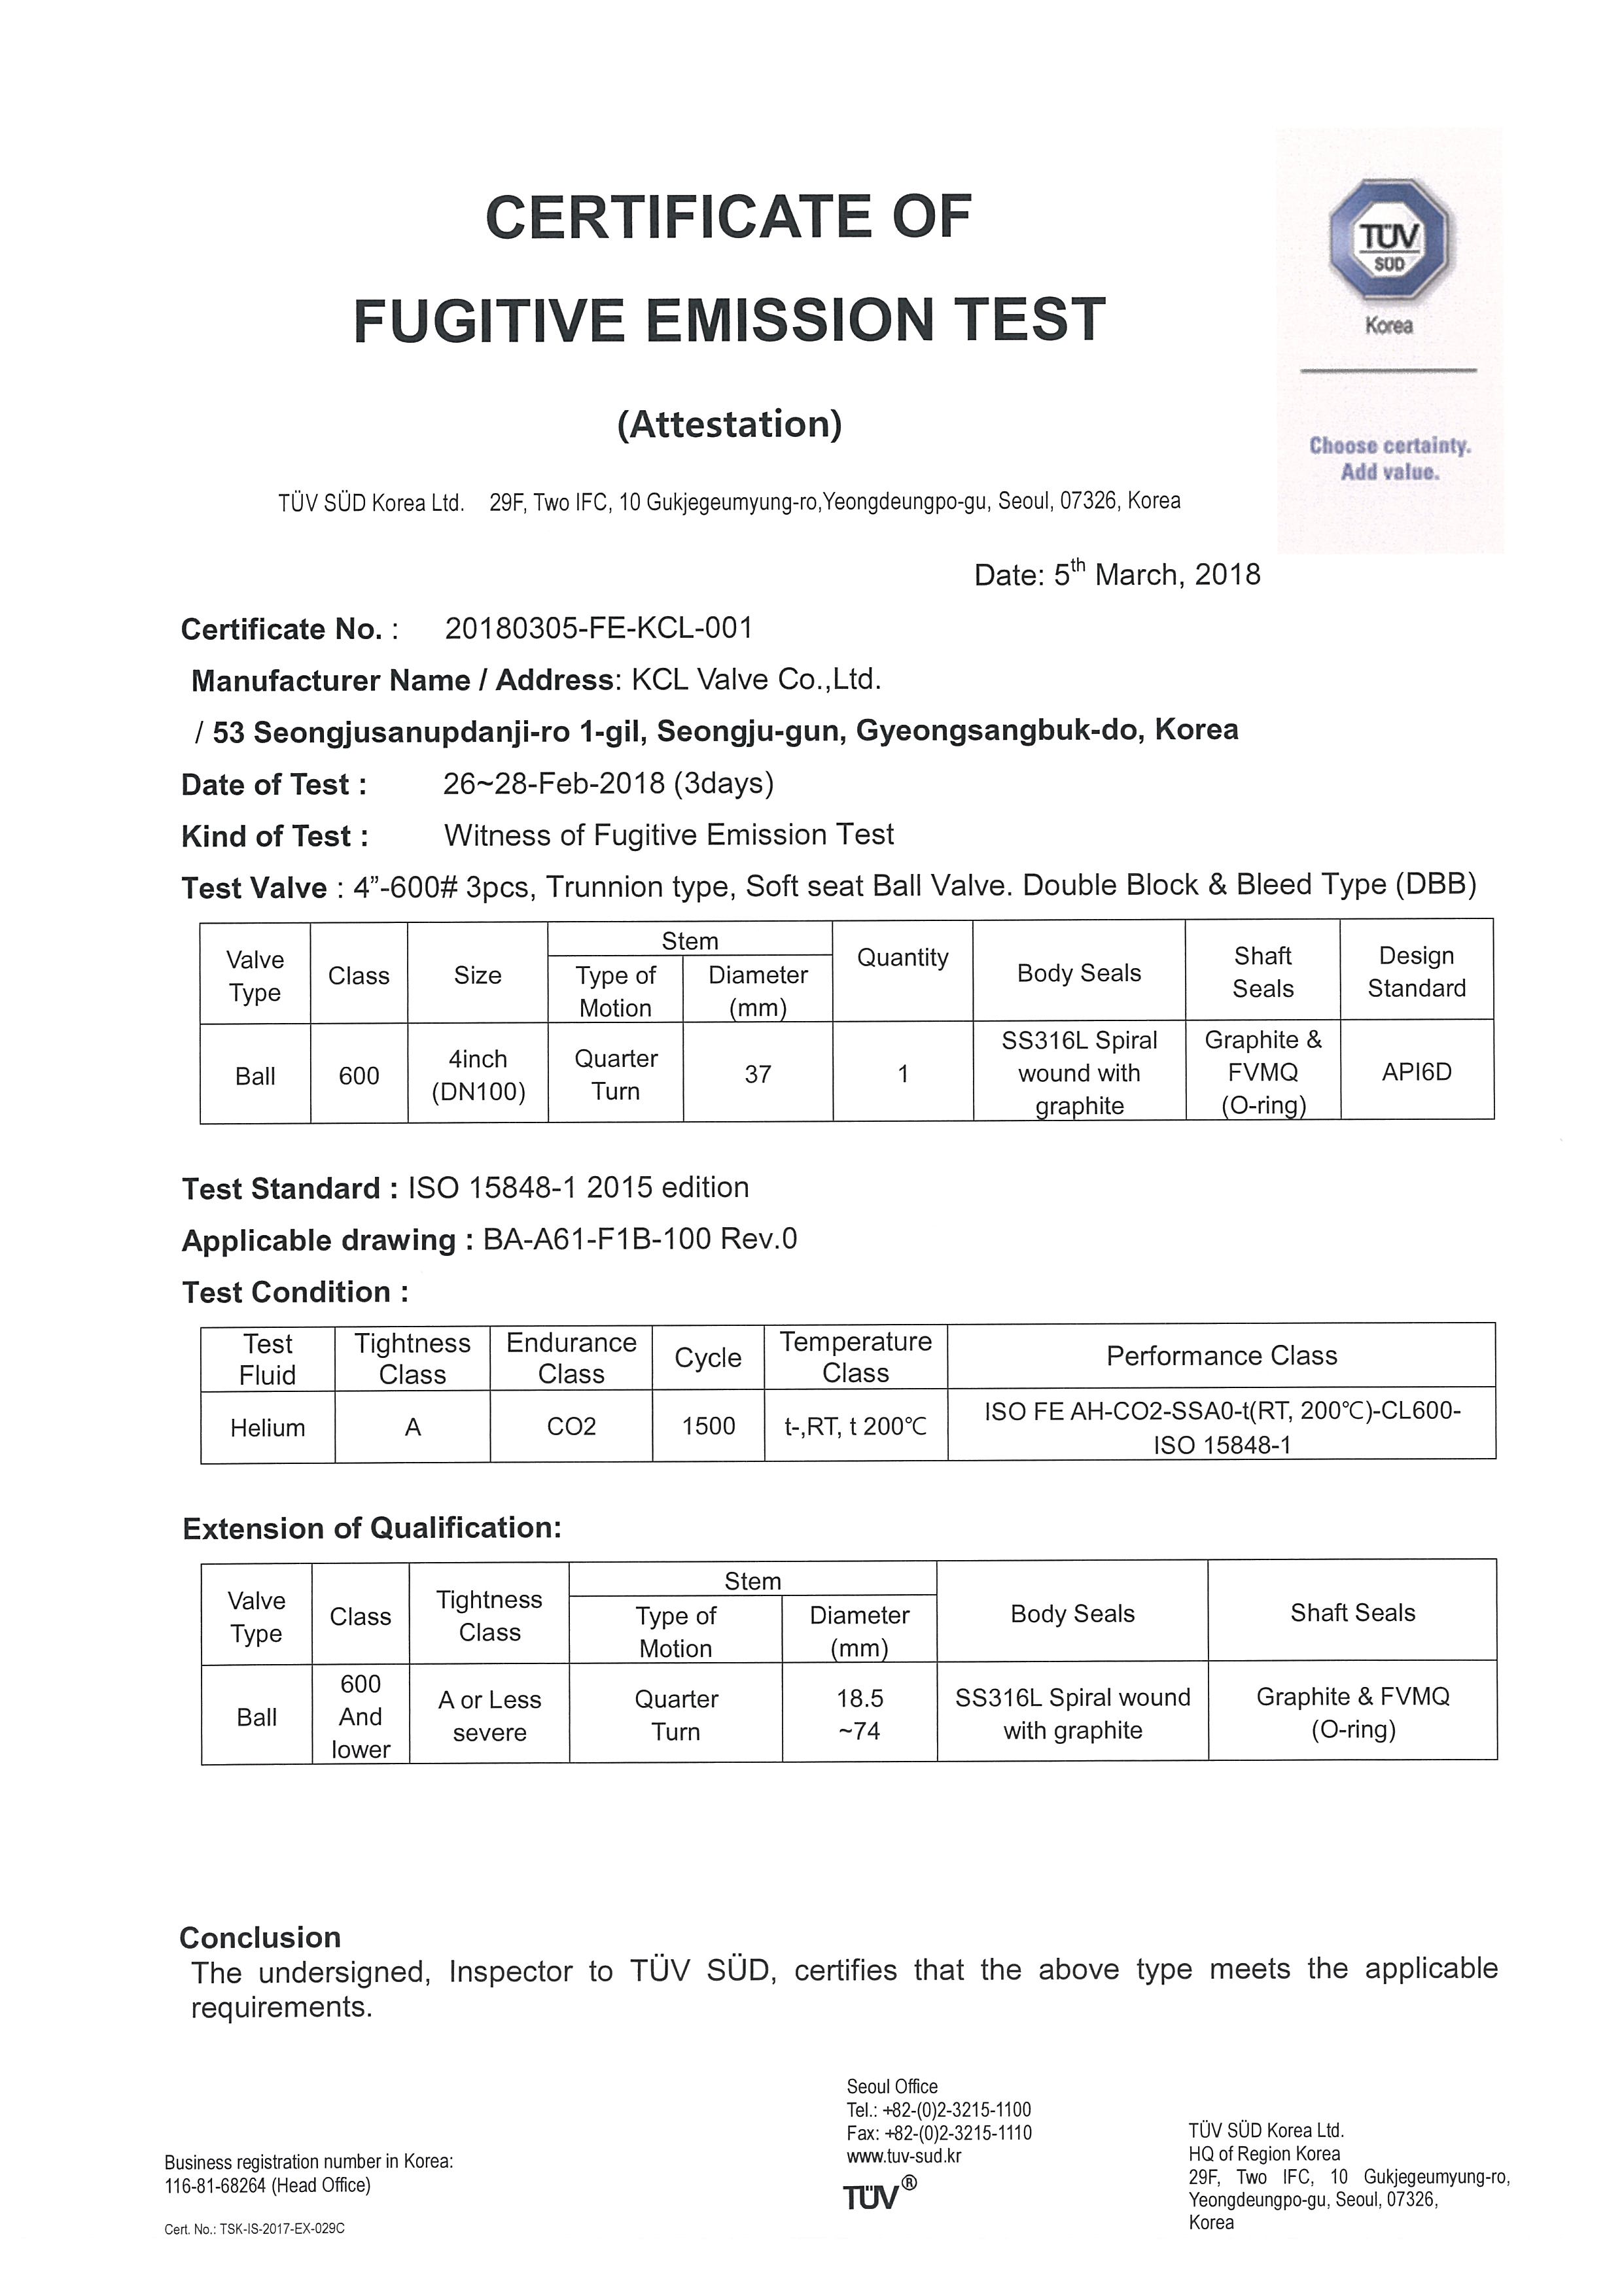 CERTIFICATE OF
FUGITIVE EMISSION TEST
(Attestation)
TÜV
SÜD
Korea
Choose certainty.
Add value.
TÜV SÜD Korea Ltd. 29F, Two IFC, 10 Gukjegeumyung-ro,Yeongdeungpo-gu, Seoul, 07326, Korea
Date: 5th March, 2018
Certificate No. : 20180305-FE-KCL-001
Manufacturer Name / Address: KCL Valve Co.,Ltd.
/ 53 Seongjusanupdanji-ro 1-gil, Seongju-gun, Gyeongsangbuk-do, Korea
Date of Test : 26~28-Feb-2018 (3days)
Kind of Test : Witness of Fugitive Emission Test
Test Valve : 4”-600# 3pcs, Trunnion type, Soft seat Ball Valve. Double Block & Bleed Type (DBB)
Valve
Type
Class
Size
Stem
Type of
Motion
Diameter
(mm)
Quantity
Body Seals
Shaft
Seals
Design
Standard
Ball
600
4inch
(DN100)
Quarter
Turn
37
1
SS316L Spiral
wound with
graphite
Graphite &
FVMQ
(O-ring)
API6D
Test Standard : ISO 15848-1 2015 edition
Applicable drawing : BA-A61-F1B-100 Rev.0
Test Condition :
Test
Fluid
Tightness
Class
Endurance
Class
Cycle
Temperature
Class
Performance Class
Helium
A
CO2
1500
t-,RT, t 200℃
ISO FE AH-CO2-SSA0-t(RT, 200℃)-CL600-
ISO 15848-1
Extension of Qualification:
Valve
Type
Class
Tightness
Class
Stem
Type of
Motion
Diameter
(mm)
Body Seals
Shaft Seals
Ball
600
And
lower
A or Less
severe
Quarter
Turn
18.5
~74
SS316L Spiral wound
with graphite
Graphite & FVMQ
(O-ring)
Conclusion
The undersigned, Inspector to TÜV SÜD, certifies that the above type meets the applicable
requirements.
Business registration number in Korea:
116-81-68264 (Head Office)
Cert. No.: TSK-IS-2017-EX-029C
Seoul Office
Tel.: +82-(0)2-3215-1100
Fax: +82-(0)2-3215-1110
www.tuv-sud.kr
TÜV®
TÜV SÜD Korea Ltd.
HQ of Region Korea
29F, Two IFC, 10 Gukjegeumyung-ro,
Yeongdeungpo-gu, Seoul, 07326,
Korea